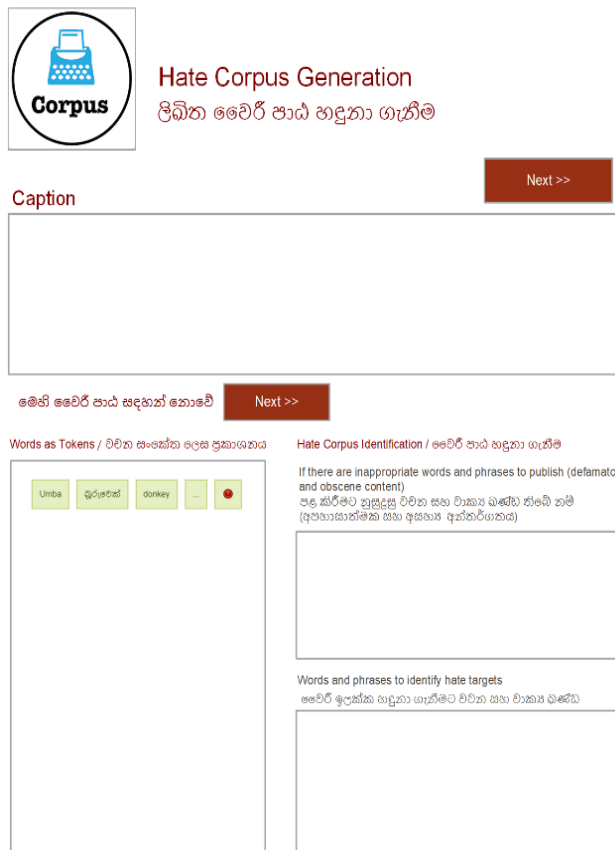 Corpus
Hate Corpus Generation
ලිඛිත වෛරී පාඨ හඳුනා ගැනීම
Next >>
Caption
මෙහි වෛරී පාඨ සඳහන් නොවේ
Next >>
Words as Tokens / වචන සංකේත ලෙස ප්‍රකාශනය
Hate Corpus Identification / වෛරී පාඨ හඳුනා ගැනීම
Umba
බූරුවෙක්
donkey
...
If there are inappropriate words and phrases to publish (defamato
and obscene content)
පළ කිරීමට නුසුදුසු වචන සහ වාක්‍ය ඛණ්ඩ තිබේ නම්
(අපහාසාත්මක සහ අසභ්‍ය අන්තර්ගතය)
Words and phrases to identify hate targets
වෛරී ඉලක්ක හඳුනා ගැනීමට වචන සහ වාක්‍ය ඛණ්ඩ